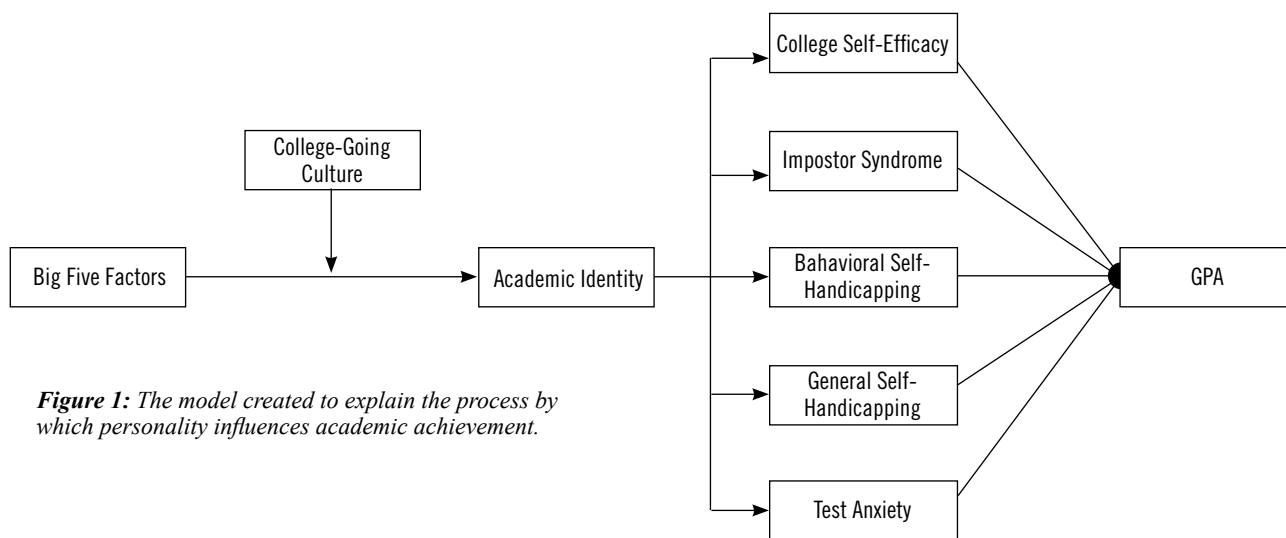 College Self-Efficacy
College-Going
Culture
Impostor Syndrome
Big Five Factors
Academic Identity
Bahavioral Self-
Handicapping
GPA
General Self-
Handicapping
Figure 1: The model created to explain the process by
which personality influences academic achievement.
Test Anxiety